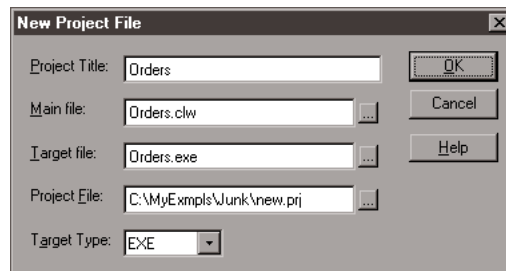 New Project File
Project Title: Orders
OK
Main file: Orders.clw ...
Cancel
Target file: Orders.exe ...
Help
Project File: C:\MyExmpls\Junk\new.prj ...
Target Type: EXE